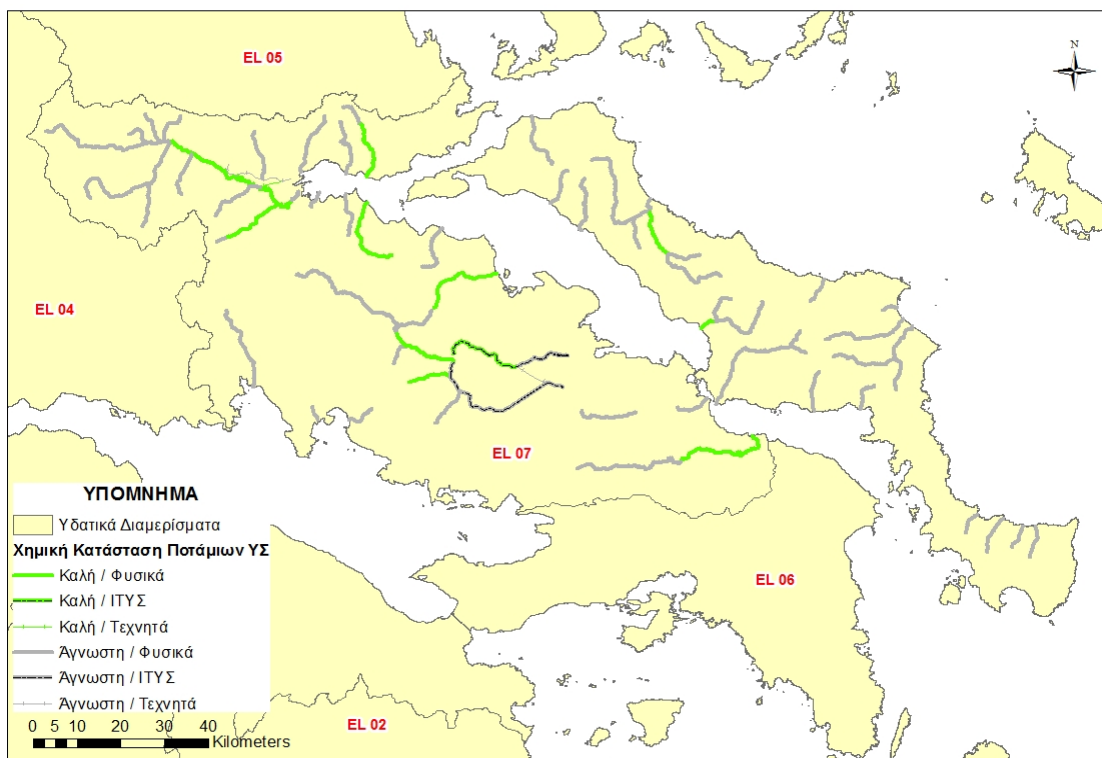 EL 05
N
EL 04
EL 07
EL 06
EL 02
ΥΠΟΜΝΗΜΑ
Υδατικά Διαμερίσματα
Χημική Κατάσταση Ποτάμιων ΥΣ
Καλή / Φυσικά
Καλή / ΙΤΥΣ
Καλή / Τεχνητά
Άγνωστη / Φυσικά
Άγνωστη / ΙΤΥΣ
Άγνωστη / Τεχνητά
0 5 10 20 30 40
Kilometers